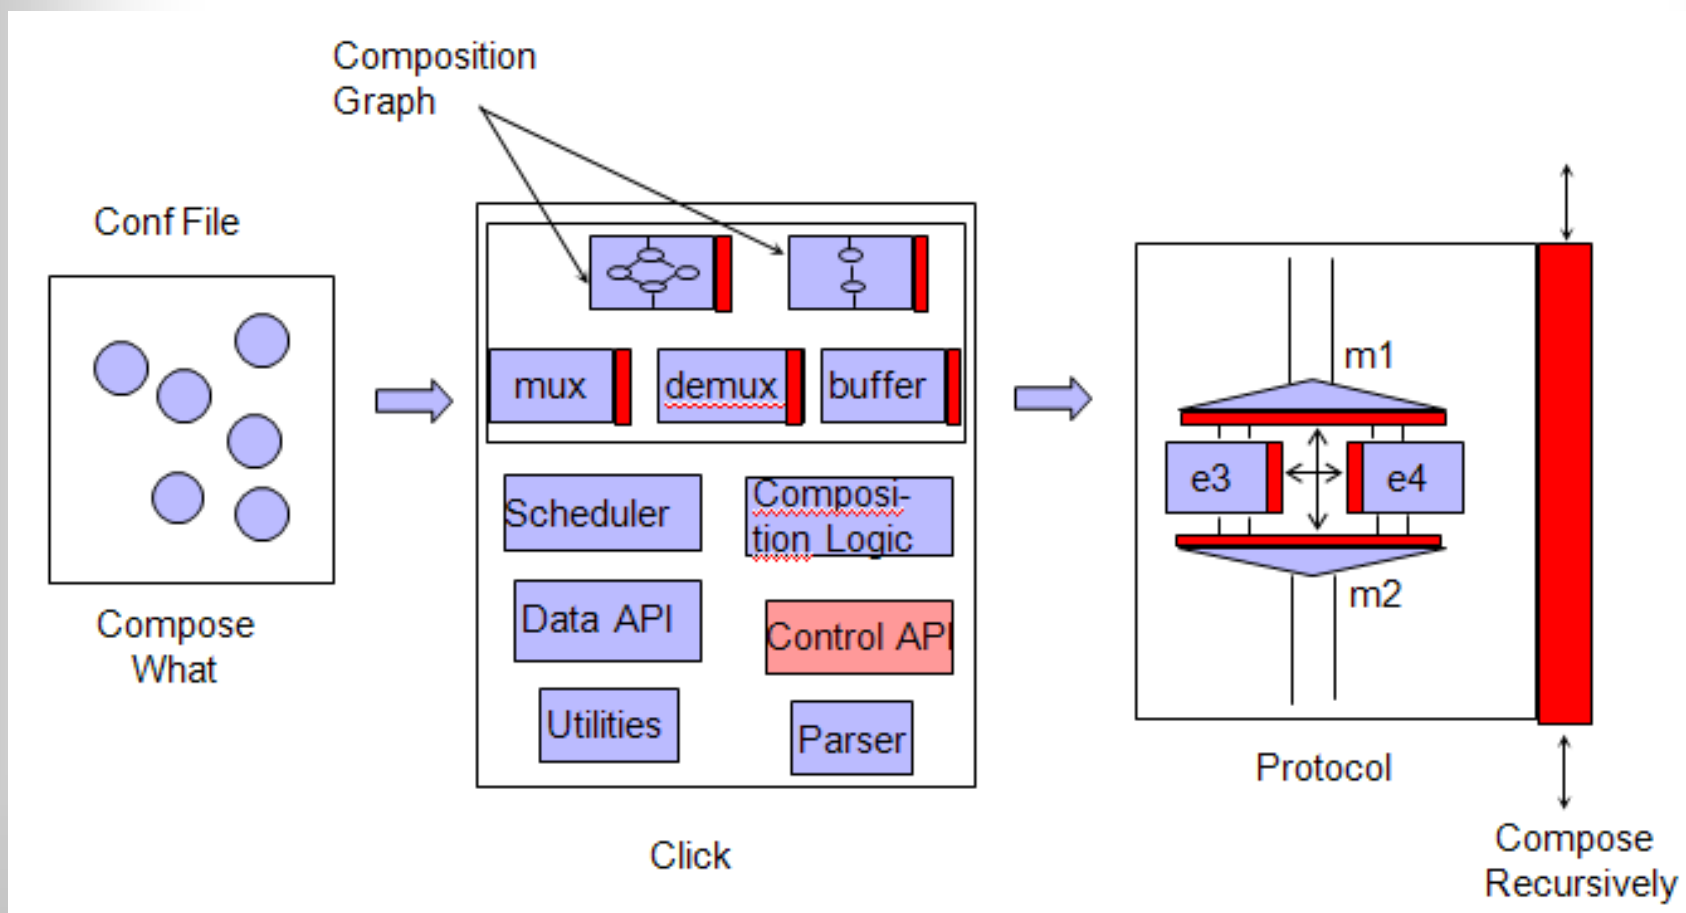 Composition
Graph
Conf File
Compose
What
mux
demux
buffer
Scheduler
Composi-
tion Logic
Data API
Control API
Utilities
Parser
Click
m1
e3
e4
m2
Protocol
Compose
Recursively